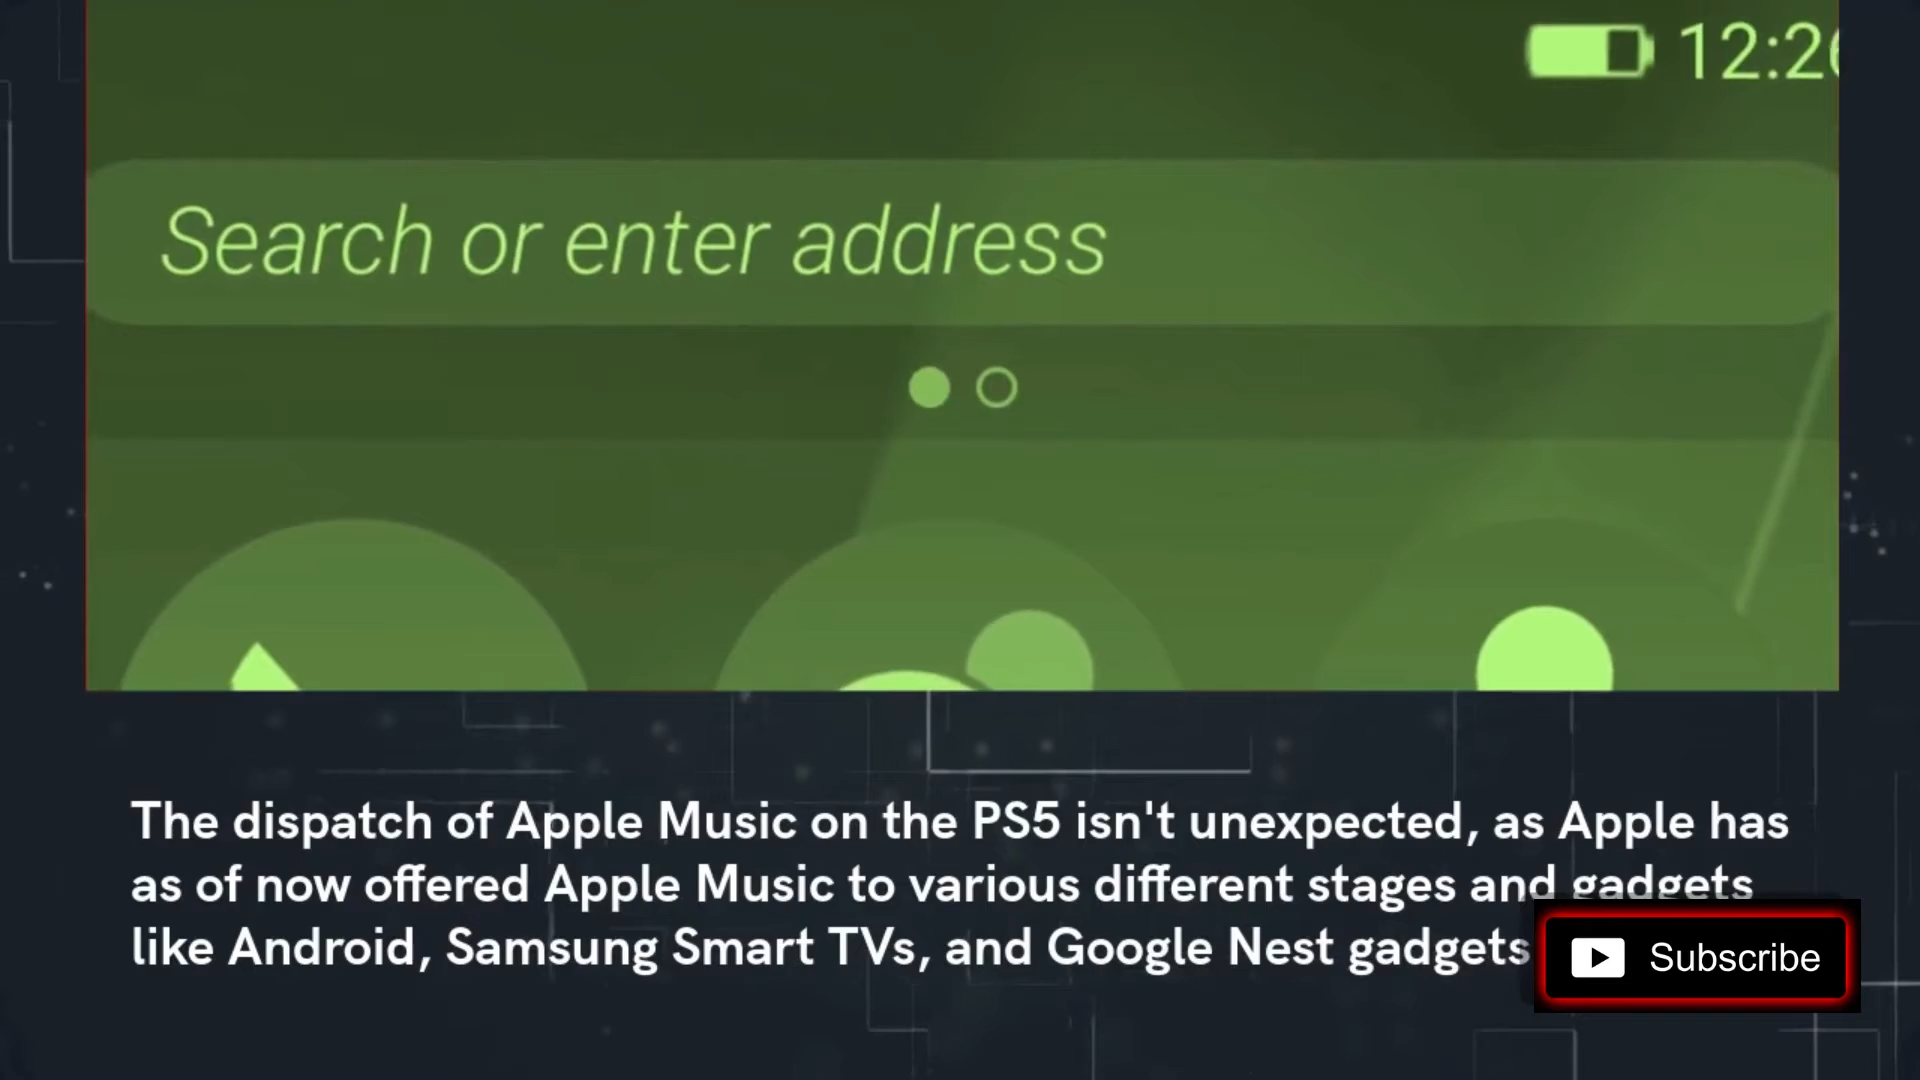 12:26
Search or enter address
The dispatch of Apple Music on the PS5 isn't unexpected, as Apple has
as of now offered Apple Music to various different stages and gadgets
like Android, Samsung Smart TVs, and Google Nest gadgets
Subscribe